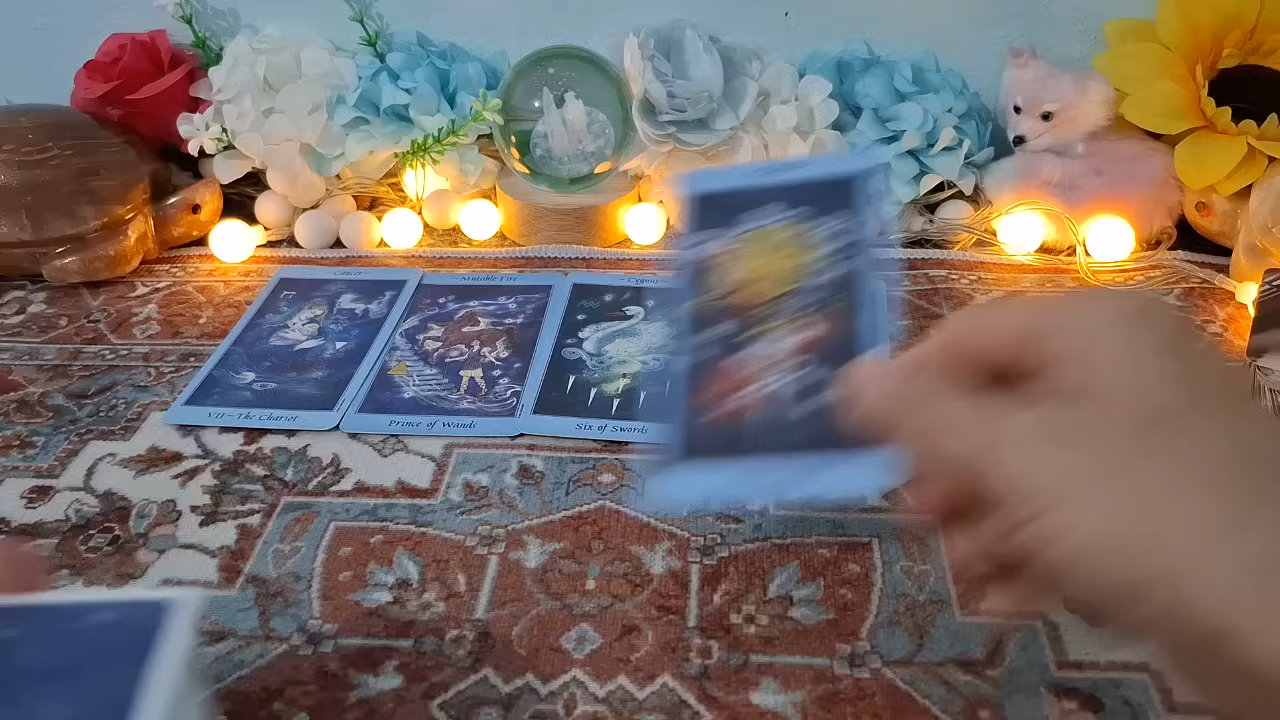 Cancer
Mutable Fire
Cygnus
VII - The Chariot
Prince of Wands
Six of Swords